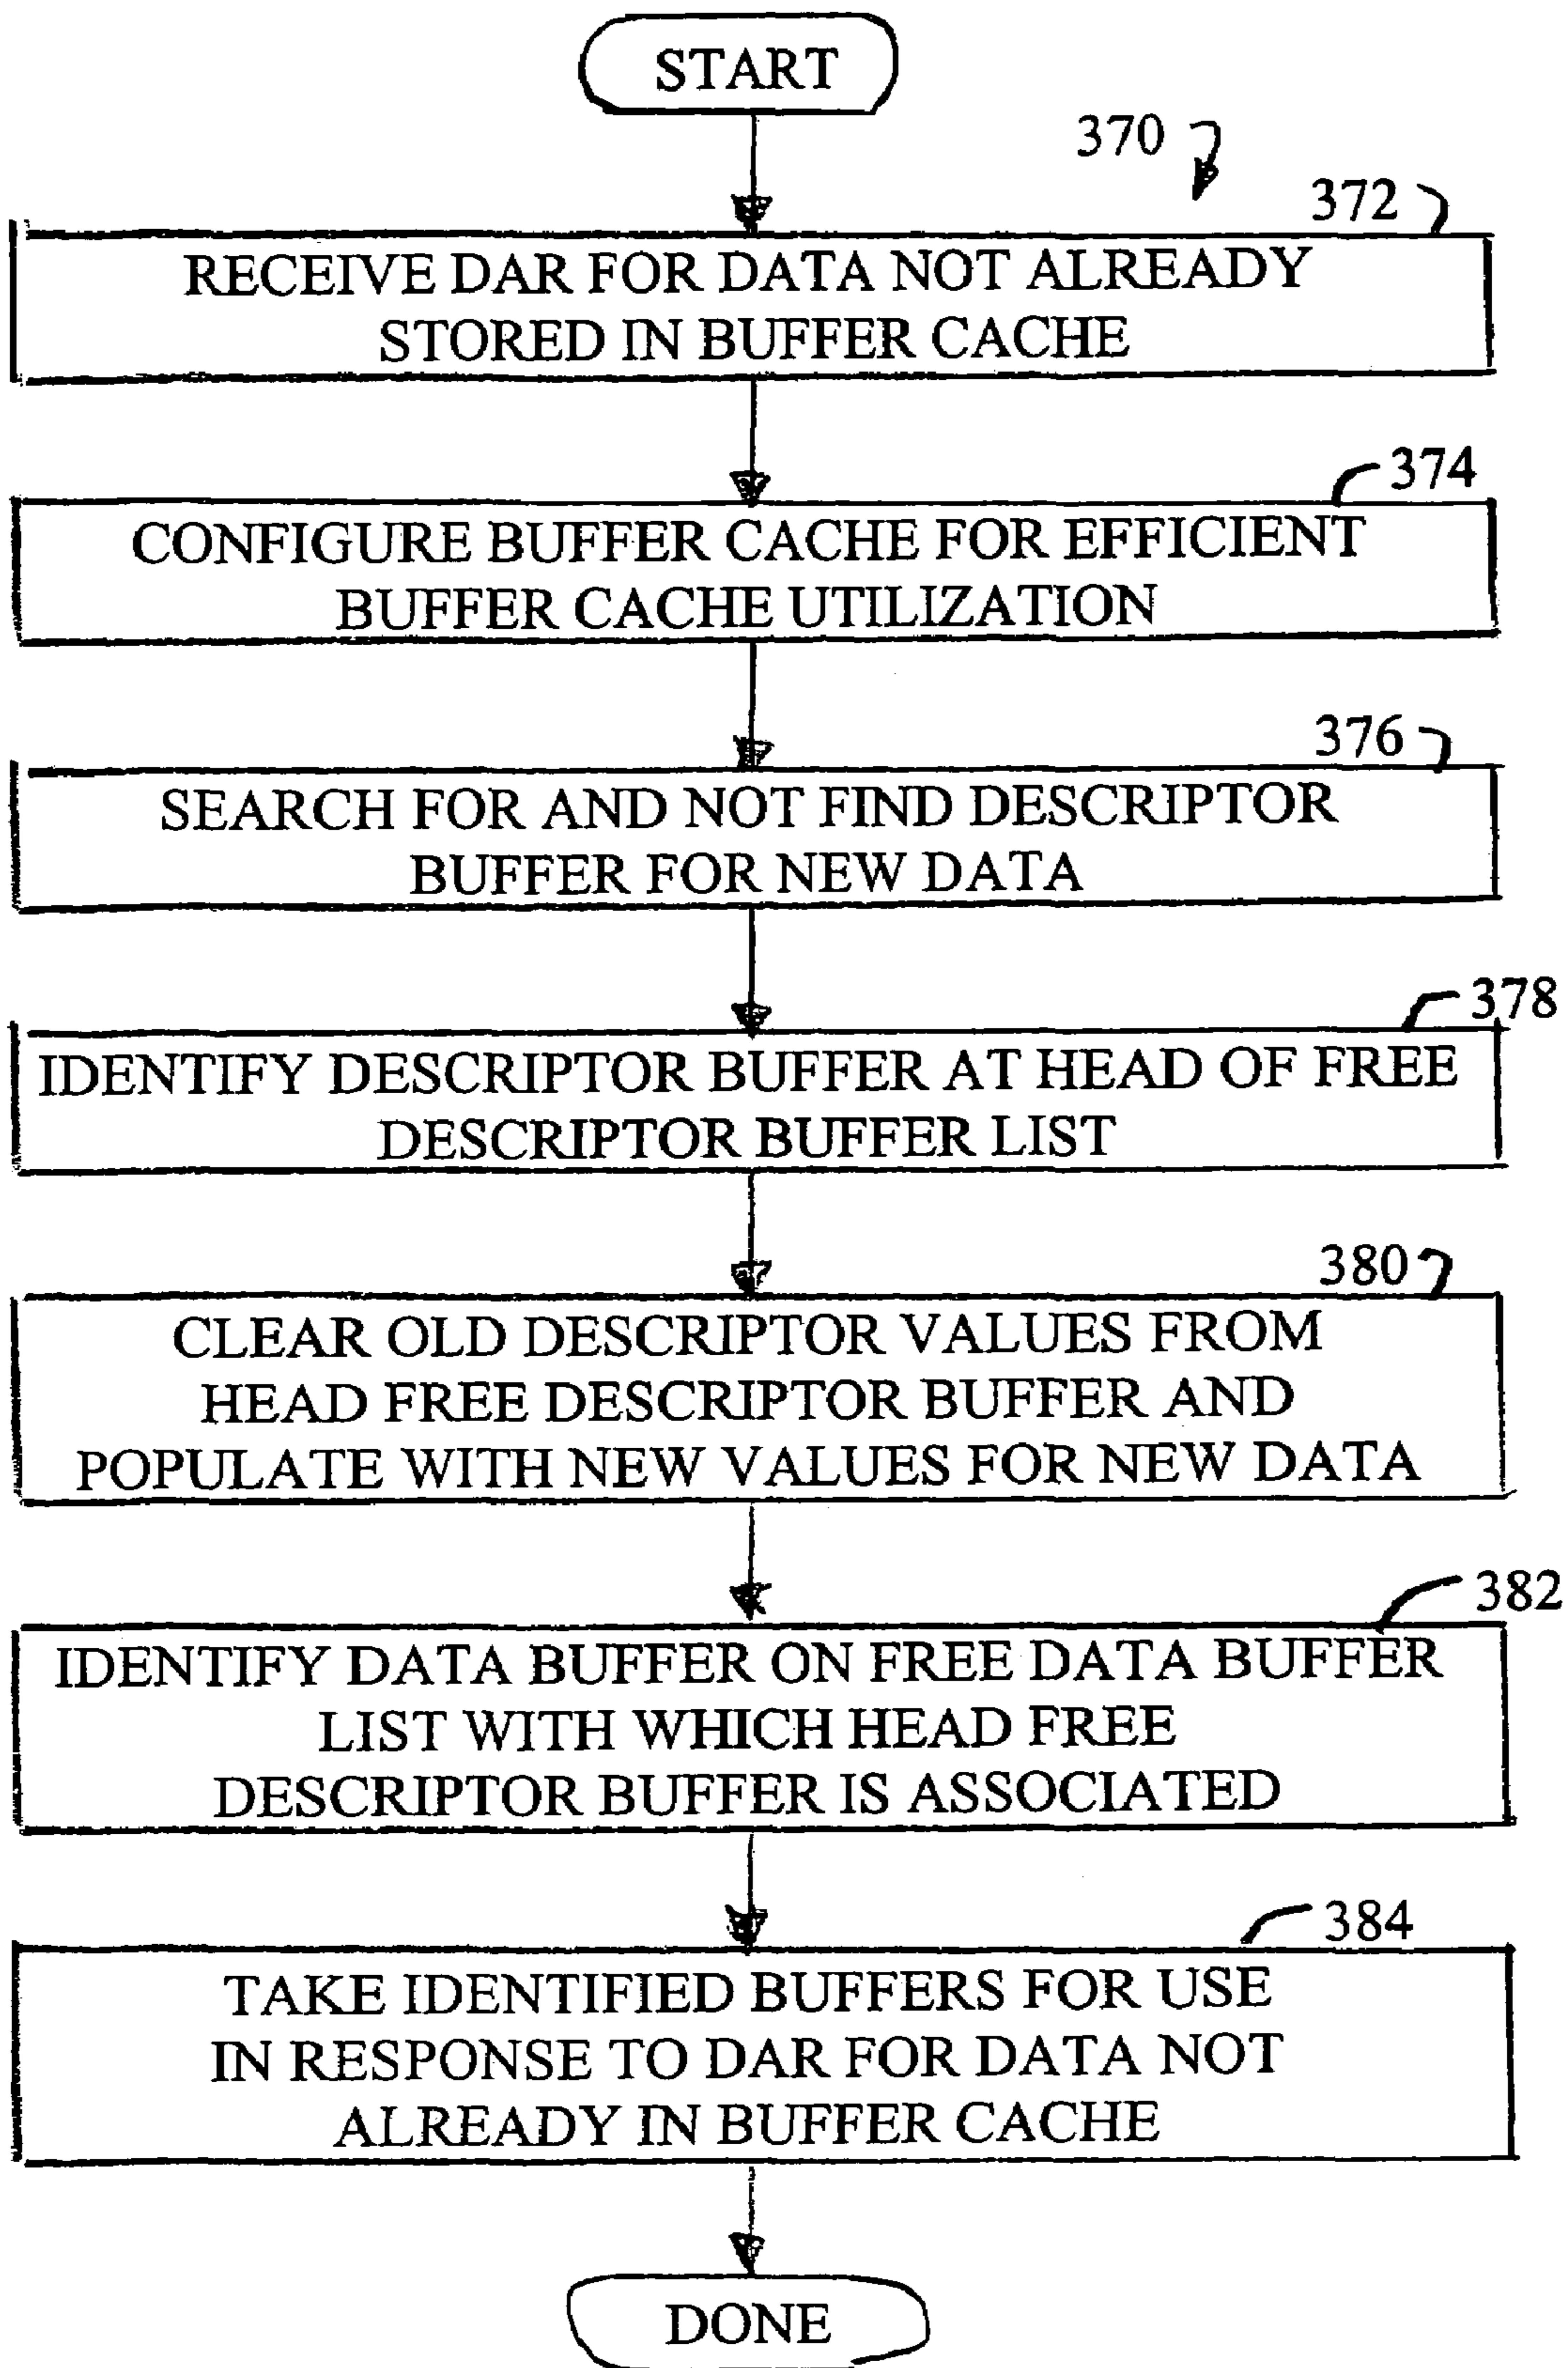 START
370
372
RECEIVE DAR FOR DATA NOT ALREADY
STORED IN BUFFER CACHE
374
CONFIGURE BUFFER CACHE FOR EFFICIENT
BUFFER CACHE UTILIZATION
376
SEARCH FOR AND NOT FIND DESCRIPTOR
BUFFER FOR NEW DATA
378
IDENTIFY DESCRIPTOR BUFFER AT HEAD OF FREE
DESCRIPTOR BUFFER LIST
380
CLEAR OLD DESCRIPTOR VALUES FROM
HEAD FREE DESCRIPTOR BUFFER AND
POPULATE WITH NEW VALUES FOR NEW DATA
382
IDENTIFY DATA BUFFER ON FREE DATA BUFFER
LIST WITH WHICH HEAD FREE
DESCRIPTOR BUFFER IS ASSOCIATED
384
TAKE IDENTIFIED BUFFERS FOR USE
IN RESPONSE TO DAR FOR DATA NOT
ALREADY IN BUFFER CACHE
DONE